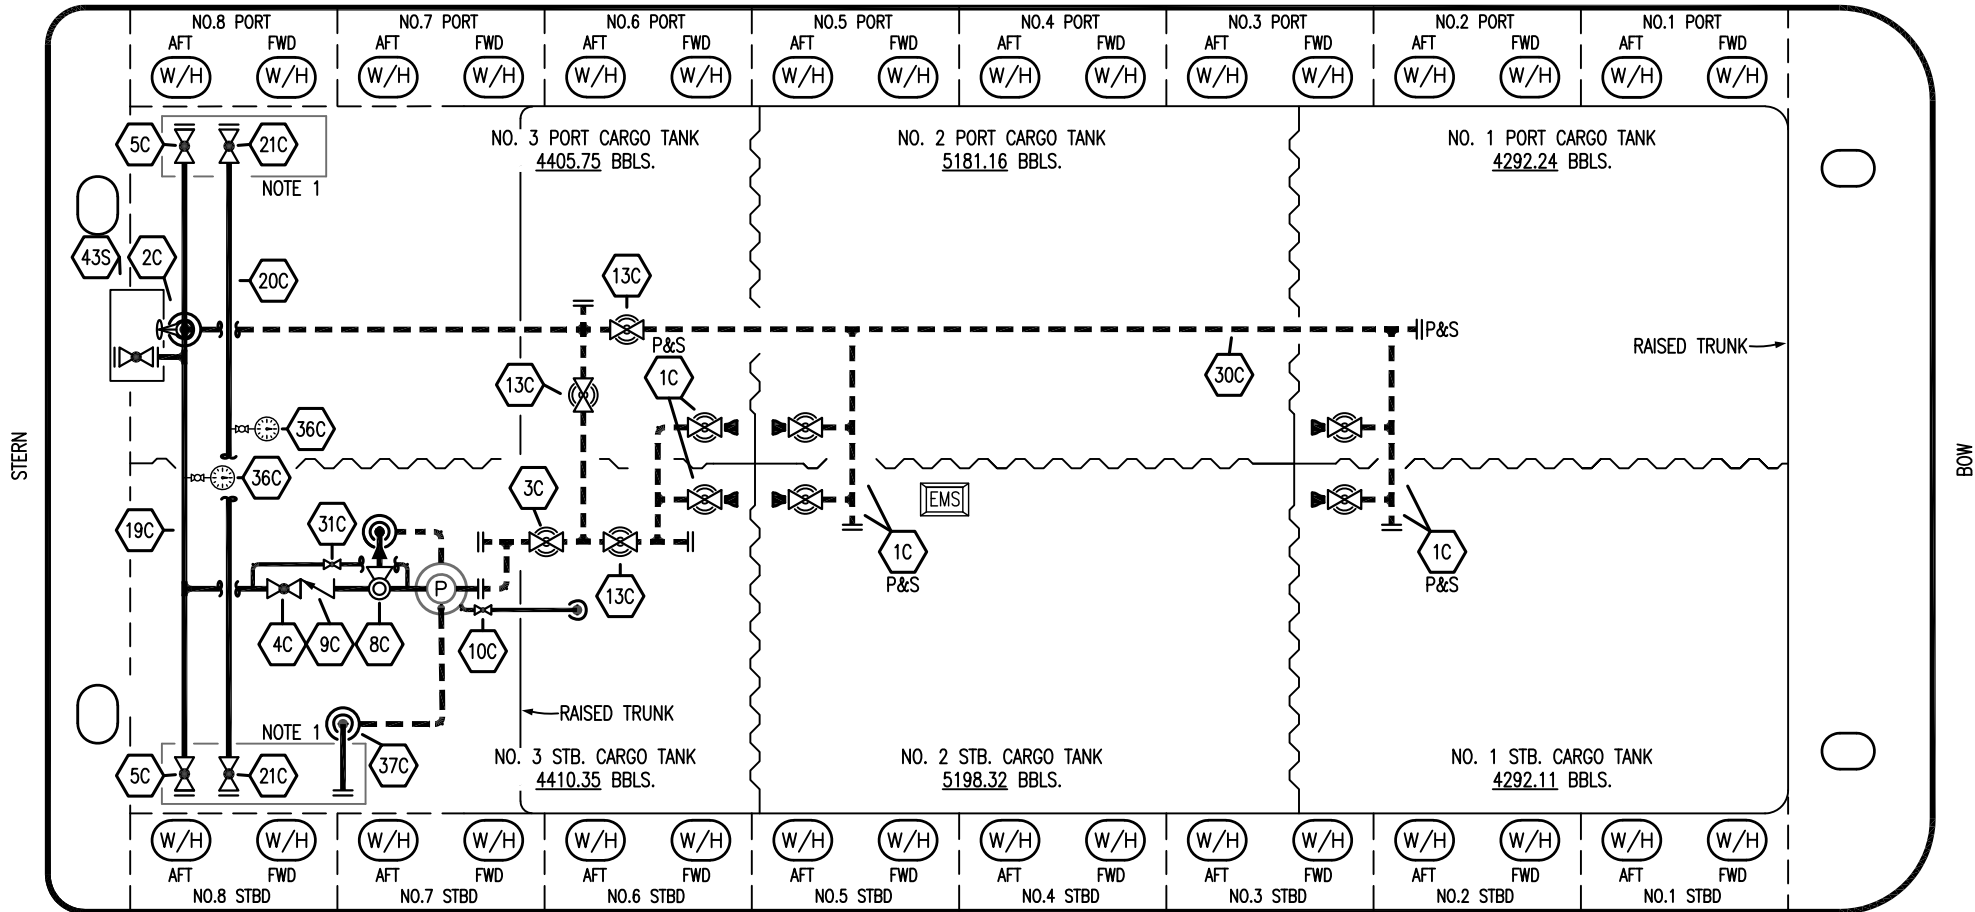 NO.8 PORT NO.7 PORT NO.6 PORT NO.5 PORT NO.4 PORT NO.3 PORT NO.2 PORT NO.1 PORT
AFT FWD AFT FWD AFT FWD AFT FWD AFT FWD AFT FWD AFT FWD AFT FWD
W/H W/H W/H W/H W/H W/H W/H W/H W/H W/H W/H W/H W/H W/H W/H W/H
5C 21C
NO. 3 PORT CARGO TANK
4405.75 BBLS.
NO. 2 PORT CARGO TANK
5181.16 BBLS.
NO. 1 PORT CARGO TANK
4292.24 BBLS.
NOTE 1
43S 2C
20C
13C
P&S
P&S
RAISED TRUNK
13C
1C
30C
36C
STERN
BOW
36C
3C
EMS
19C
31C
1C
P&S
1C
P&S
P
13C
4C 9C 8C
10C
RAISED TRUNK
NOTE 1
37C
5C 21C
NO. 3 STB. CARGO TANK
4410.35 BBLS.
NO. 2 STB. CARGO TANK
5198.32 BBLS.
NO. 1 STB. CARGO TANK
4292.11 BBLS.
W/H W/H W/H W/H W/H W/H W/H W/H W/H W/H W/H W/H W/H W/H W/H W/H
AFT FWD AFT FWD AFT FWD AFT FWD AFT FWD AFT FWD AFT FWD AFT FWD
NO.8 STBD NO.7 STBD NO.6 STBD NO.5 STBD NO.4 STBD NO.3 STBD NO.2 STBD NO.1 STBD